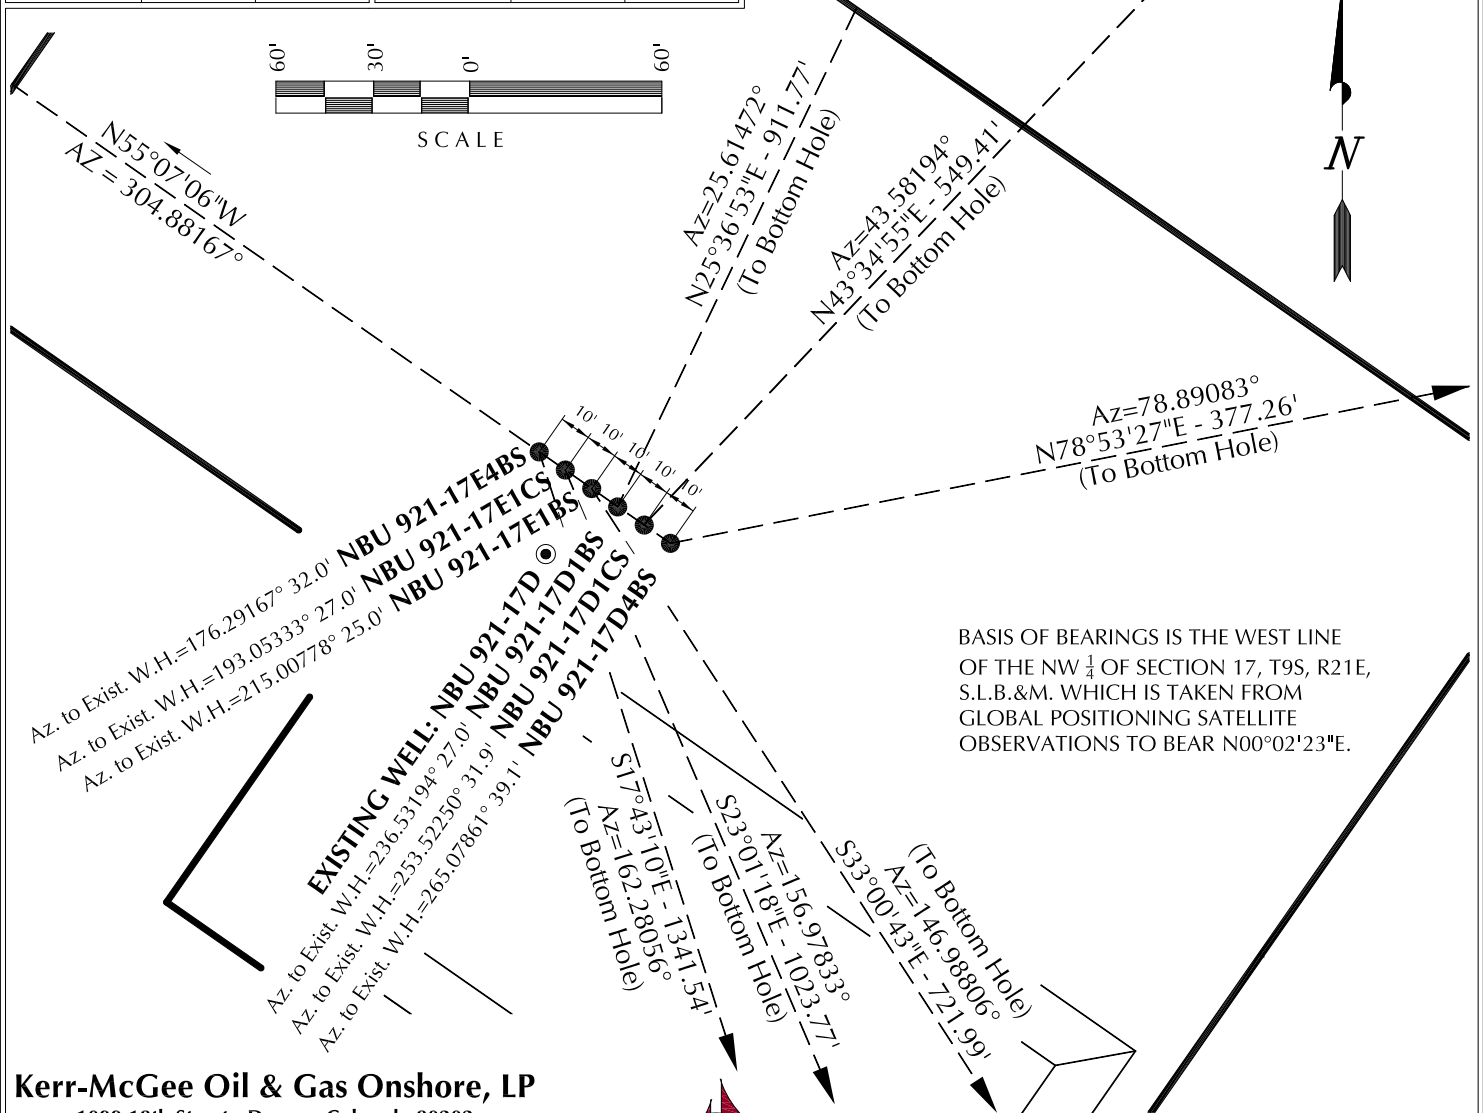 60'
30'
0'
60'
SCALE
N55°07'06"W
AZ = 304.88167°
Az=25.61472°
N25°36'53"E - 911.77'
(To Bottom Hole)
Az=43.58194°
N43°34'55"E - 549.41'
(To Bottom Hole)
N
Az=78.89083°
N78°53'27"E - 377.26'
(To Bottom Hole)
10'
10'
10'
10'
10'
Az. to Exist. W.H.=176.29167° 32.0' NBU 921-17E4BS
Az. to Exist. W.H.=193.05333° 27.0' NBU 921-17E1CS
Az. to Exist. W.H.=215.00778° 25.0' NBU 921-17E1BS
EXISTING WELL: NBU 921-17D
Az. to Exist. W.H.=236.53194° 27.0' NBU 921-17D1BS
Az. to Exist. W.H.=253.52250° 31.9' NBU 921-17D1CS
Az. to Exist. W.H.=265.07861° 39.1' NBU 921-17D4BS
BASIS OF BEARINGS IS THE WEST LINE
OF THE NW 1/4 OF SECTION 17, T9S, R21E,
S.L.B.&M. WHICH IS TAKEN FROM
GLOBAL POSITIONING SATELLITE
OBSERVATIONS TO BEAR N00°02'23"E.
S17°43'10"E - 1341.54'
Az=162.28056°
(To Bottom Hole)
Az=156.97833°
S23°01'18"E - 1023.77'
(To Bottom Hole)
(To Bottom Hole)
Az=146.98806°
S33°00'43"E - 721.99'
Kerr-McGee Oil & Gas Onshore, LP